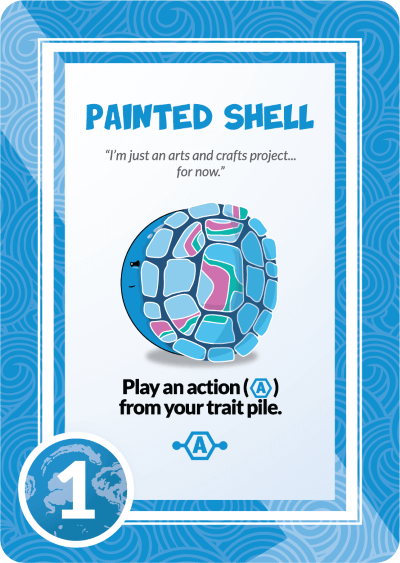 PAINTED SHELL
“I’m just an arts and crafts project...
for now.”
Play an action (A)
from your trait pile.
A
1